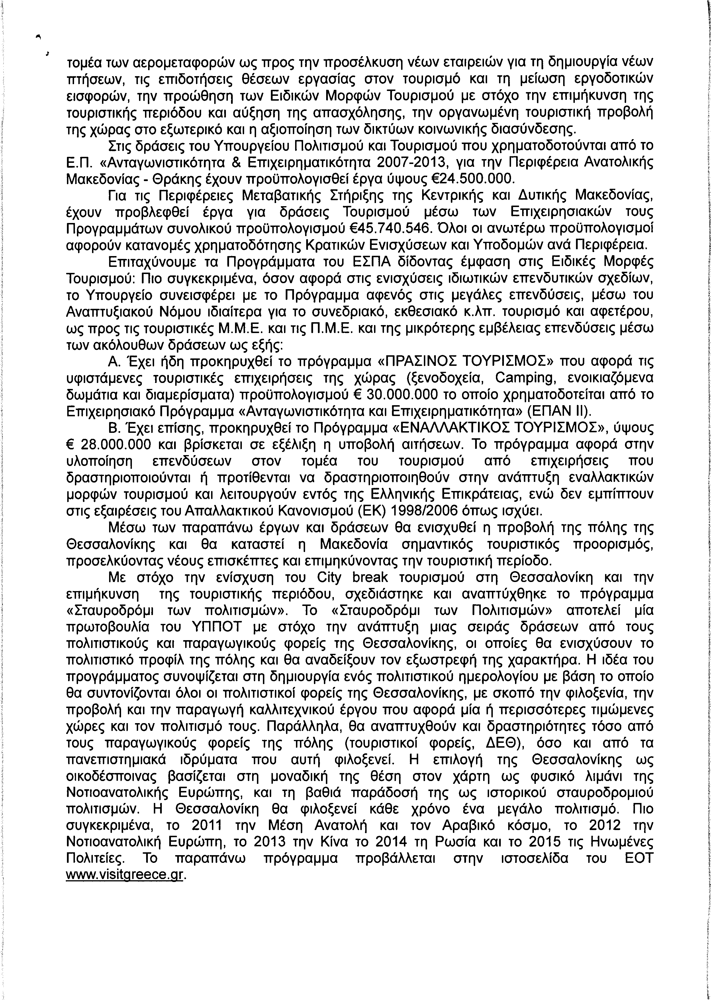 τομέα των αερομεταφορών ως προς την προσέλκυση νέων εταιρειών για τη δημιουργία νέων
πτήσεων, τις επιδοτήσεις θέσεων εργασίας στον τουρισμό και τη μείωση εργοδοτικών
εισφορών, την προώθηση των Ειδικών Μορφών Τουρισμού με στόχο την επιμήκυνση της
τουριστικής περιόδου και αύξηση της απασχόλησης, την οργανωμένη τουριστική προβολή
της χώρας στο εξωτερικό και η αξιοποίηση των δικτύων κοινωνικής διασύνδεσης.
Στις δράσεις του Υπουργείου Πολιτισμού και Τουρισμού που χρηματοδοτούνται από το
Ε.Π. «Ανταγωνιστικότητα & Επιχειρηματικότητα 2007-2013, για την Περιφέρεια Ανατολικής
Μακεδονίας - Θράκης έχουν προϋπολογισθεί έργα ύψους €24.500.000.
Για τις Περιφέρειες Μεταβατικής Στήριξης της Κεντρικής και Δυτικής Μακεδονίας,
έχουν προβλεφθεί έργα για δράσεις Τουρισμού μέσω των Επιχειρησιακών τους
Προγραμμάτων συνολικού προϋπολογισμού €45.740.546. Όλοι οι ανωτέρω προϋπολογισμοί
αφορούν κατανομές χρηματοδότησης Κρατικών Ενισχύσεων και Υποδομών ανά Περιφέρεια.
Επιταχύνουμε τα Προγράμματα του ΕΣΠΑ δίδοντας έμφαση στις Ειδικές Μορφές
Τουρισμού: Πιο συγκεκριμένα, όσον αφορά στις ενισχύσεις ιδιωτικών επενδυτικών σχεδίων,
το Υπουργείο συνεισφέρει με το Πρόγραμμα αφενός στις μεγάλες επενδύσεις, μέσω του
Αναπτυξιακού Νόμου ιδιαίτερα για το συνεδριακό, εκθεσιακό κ.λπ. τουρισμό και αφετέρου,
ως προς τις τουριστικές Μ.Μ.Ε. και τις Π.Μ.Ε. και της μικρότερης εμβέλειας επενδύσεις μέσω
των ακόλουθων δράσεων ως εξής:
Α. Έχει ήδη προκηρυχθεί το πρόγραμμα «ΠΡΑΣΙΝΟΣ ΤΟΥΡΙΣΜΟΣ» που αφορά τις
υφιστάμενες τουριστικές επιχειρήσεις της χώρας (ξενοδοχεία, Camping, ενοικιαζόμενα
δωμάτια και διαμερίσματα) προϋπολογισμού € 30.000.000 το οποίο χρηματοδοτείται από το
Επιχειρησιακό Πρόγραμμα «Ανταγωνιστικότητα και Επιχειρηματικότητα» (ΕΠΑΝ ΙΙ).
Β. Έχει επίσης, προκηρυχθεί το Πρόγραμμα «ΕΝΑΛΛΑΚΤΙΚΟΣ ΤΟΥΡΙΣΜΟΣ», ύψους
€ 28.000.000 και βρίσκεται σε εξέλιξη η υποβολή αιτήσεων. Το πρόγραμμα αφορά στην
υλοποίηση επενδύσεων στον τομέα του τουρισμού από επιχειρήσεις που
δραστηριοποιούνται ή προτίθενται να δραστηριοποιηθούν στην ανάπτυξη εναλλακτικών
μορφών τουρισμού και λειτουργούν εντός της Ελληνικής Επικράτειας, ενώ δεν εμπίπτουν
στις εξαιρέσεις του Απαλλακτικού Κανονισμού (ΕΚ) 1998/2006 όπως ισχύει.
Μέσω των παραπάνω έργων και δράσεων θα ενισχυθεί η προβολή της πόλης της
Θεσσαλονίκης και θα καταστεί η Μακεδονία σημαντικός τουριστικός προορισμός,
προσελκύοντας νέους επισκέπτες και επιμηκύνοντας την τουριστική περίοδο.
Με στόχο την ενίσχυση του City break τουρισμού στη Θεσσαλονίκη και την
επιμήκυνση της τουριστικής περιόδου, σχεδιάστηκε και αναπτύχθηκε το πρόγραμμα
«Σταυροδρόμι των πολιτισμών». Το «Σταυροδρόμι των Πολιτισμών» αποτελεί μία
πρωτοβουλία του ΥΠΠΟΤ με στόχο την ανάπτυξη μιας σειράς δράσεων από τους
πολιτιστικούς και παραγωγικούς φορείς της Θεσσαλονίκης, οι οποίες θα ενισχύσουν το
πολιτιστικό προφίλ της πόλης και θα αναδείξουν τον εξωστρεφή της χαρακτήρα. Η ιδέα του
προγράμματος συνοψίζεται στη δημιουργία ενός πολιτιστικού ημερολογίου με βάση το οποίο
θα συντονίζονται όλοι οι πολιτιστικοί φορείς της Θεσσαλονίκης, με σκοπό την φιλοξενία, την
προβολή και την παραγωγή καλλιτεχνικού έργου που αφορά μία ή περισσότερες τιμώμενες
χώρες και τον πολιτισμό τους. Παράλληλα, θα αναπτυχθούν και δραστηριότητες τόσο από
τους παραγωγικούς φορείς της πόλης (τουριστικοί φορείς, ΔΕΘ), όσο και από τα
πανεπιστημιακά ιδρύματα που αυτή φιλοξενεί. Η επιλογή της Θεσσαλονίκης ως
οικοδέσποινας βασίζεται στη μοναδική της θέση στον χάρτη ως φυσικό λιμάνι της
Νοτιοανατολικής Ευρώπης, και τη βαθιά παράδοσή της ως ιστορικού σταυροδρομιού
πολιτισμών. Η Θεσσαλονίκη θα φιλοξενεί κάθε χρόνο ένα μεγάλο πολιτισμό. Πιο
συγκεκριμένα, το 2011 την Μέση Ανατολή και τον Αραβικό κόσμο, το 2012 την
Νοτιοανατολική Ευρώπη, το 2013 την Κίνα το 2014 τη Ρωσία και το 2015 τις Ηνωμένες
Πολιτείες. Το παραπάνω πρόγραμμα προβάλλεται στην ιστοσελίδα του ΕΟΤ
www.visitgreece.gr.